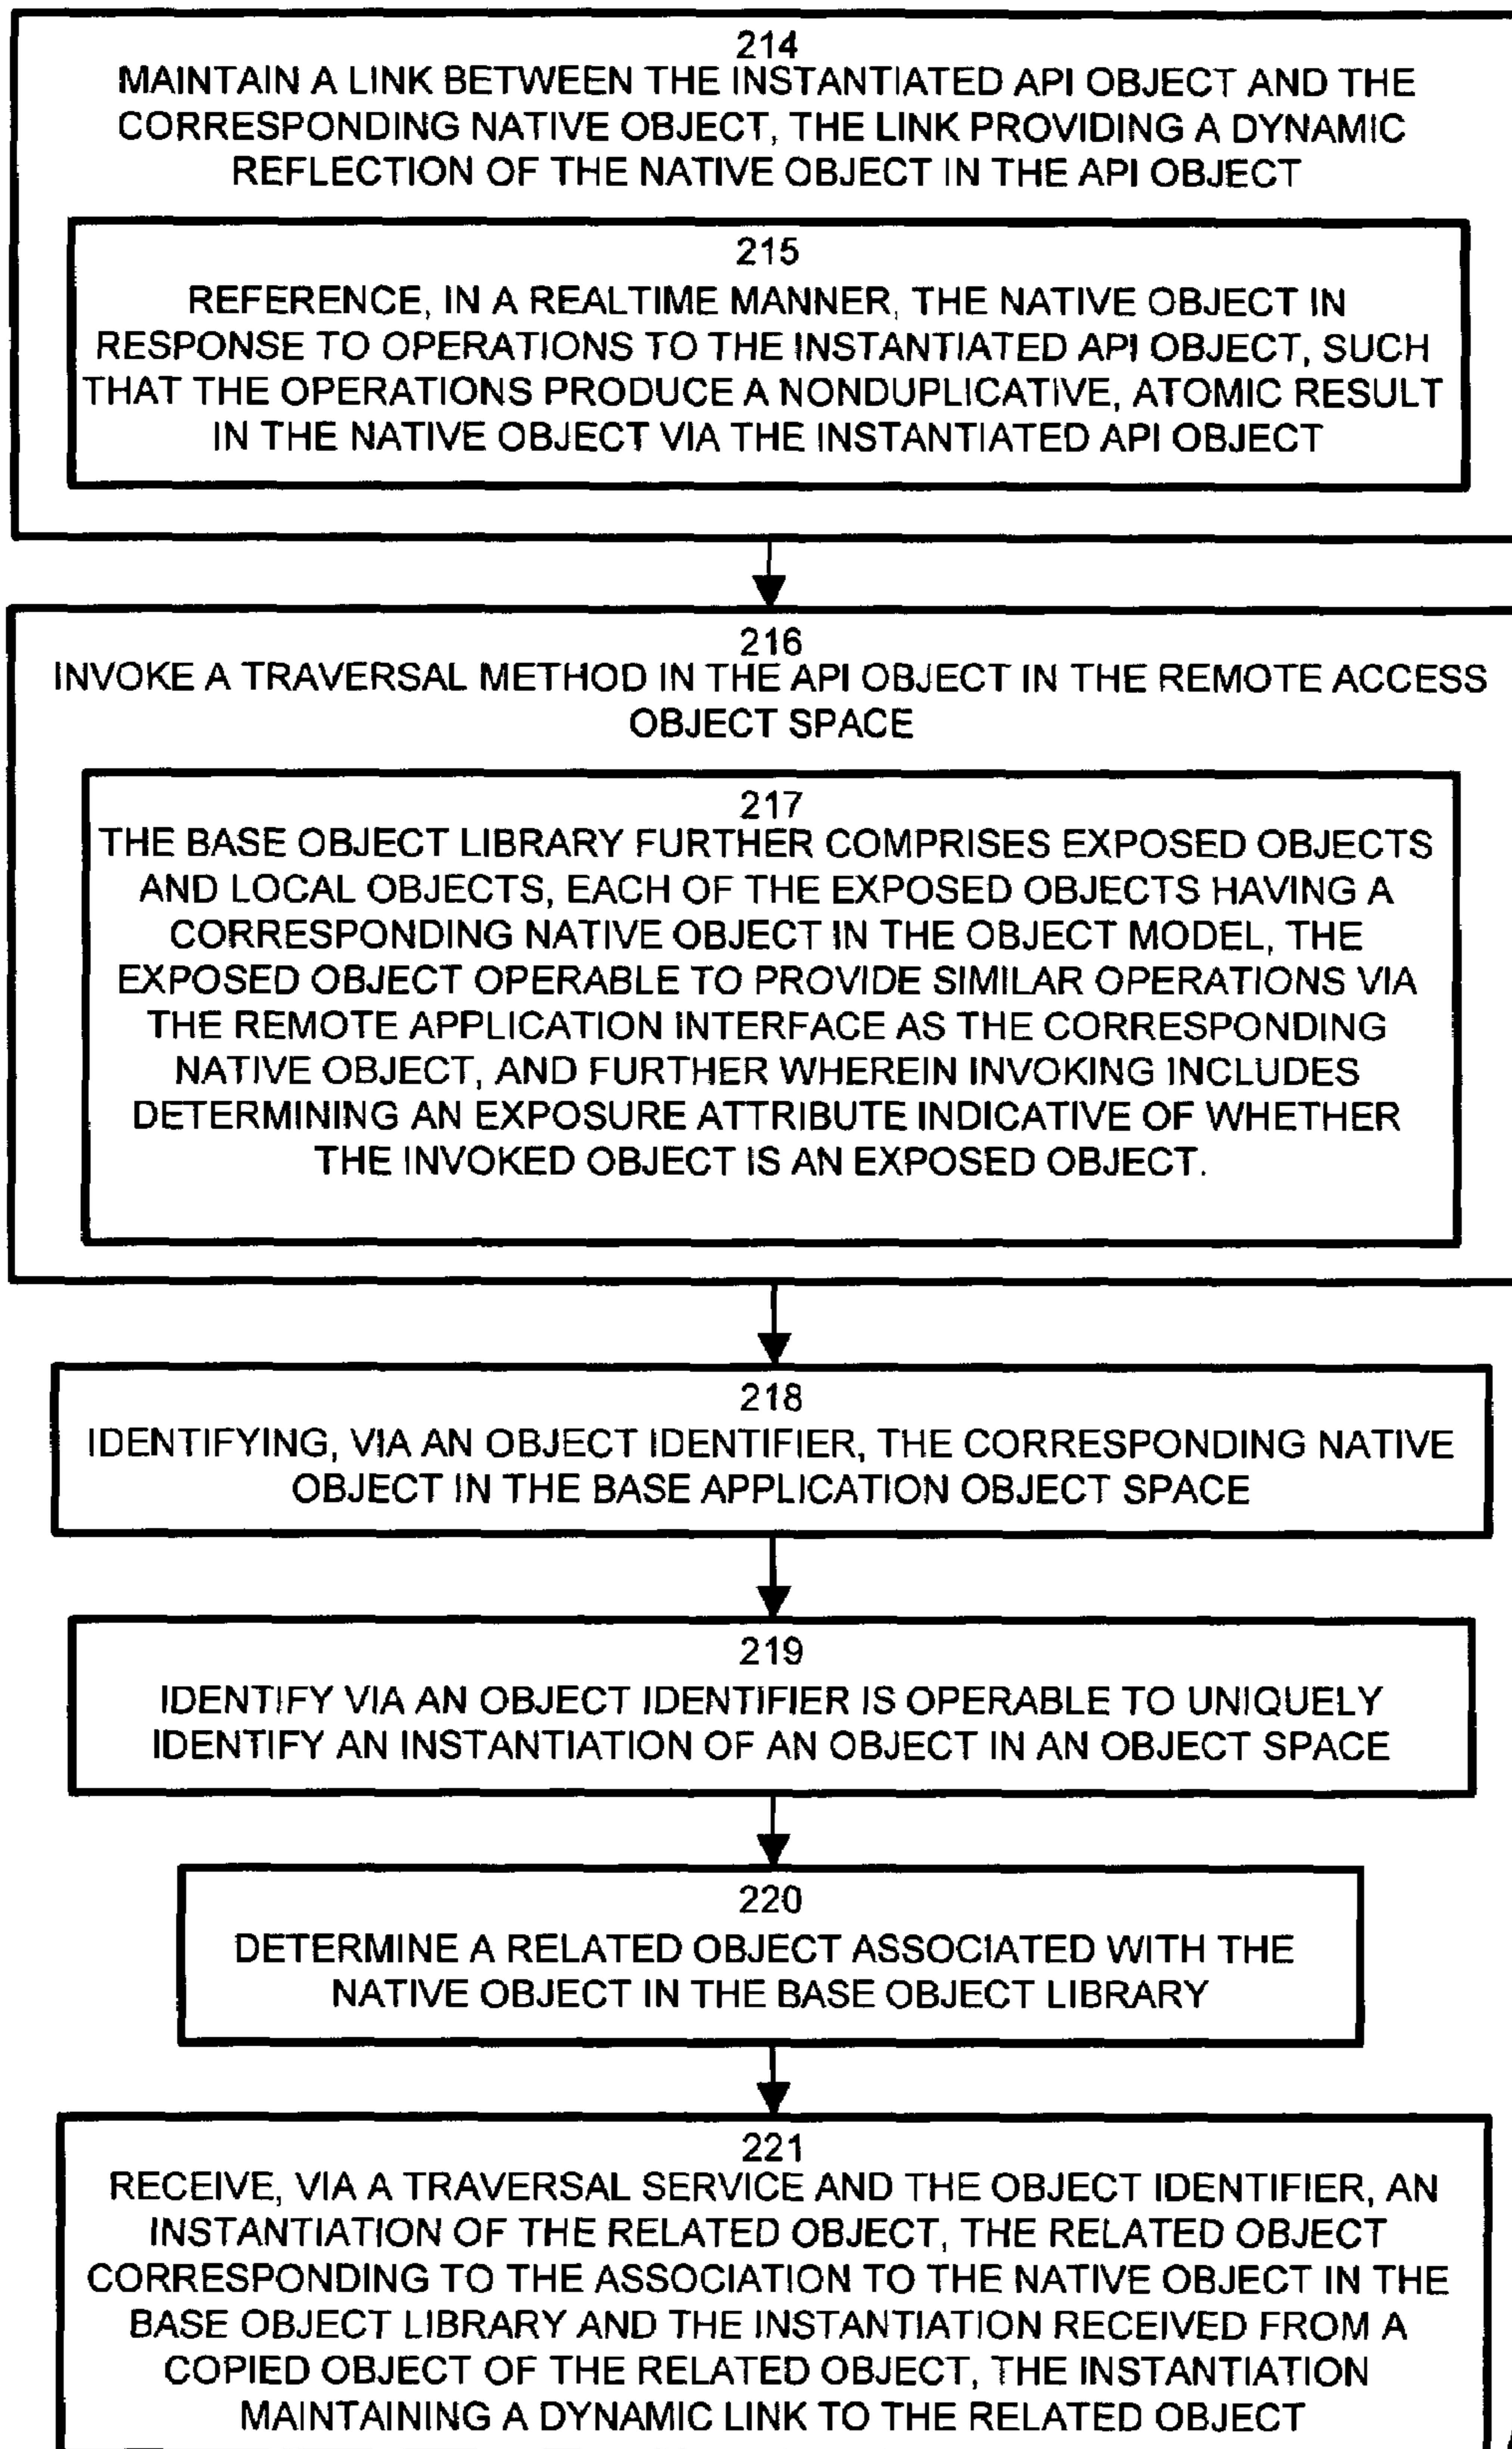 214
MAINTAIN A LINK BETWEEN THE INSTANTIATED API OBJECT AND THE
CORRESPONDING NATIVE OBJECT, THE LINK PROVIDING A DYNAMIC
REFLECTION OF THE NATIVE OBJECT IN THE API OBJECT
215
REFERENCE, IN A REALTIME MANNER, THE NATIVE OBJECT IN
RESPONSE TO OPERATIONS TO THE INSTANTIATED API OBJECT, SUCH
THAT THE OPERATIONS PRODUCE A NONDUPLICATIVE, ATOMIC RESULT
IN THE NATIVE OBJECT VIA THE INSTANTIATED API OBJECT
216
INVOKE A TRAVERSAL METHOD IN THE API OBJECT IN THE REMOTE ACCESS
OBJECT SPACE
217
THE BASE OBJECT LIBRARY FURTHER COMPRISES EXPOSED OBJECTS
AND LOCAL OBJECTS, EACH OF THE EXPOSED OBJECTS HAVING A
CORRESPONDING NATIVE OBJECT IN THE OBJECT MODEL, THE
EXPOSED OBJECT OPERABLE TO PROVIDE SIMILAR OPERATIONS VIA
THE REMOTE APPLICATION INTERFACE AS THE CORRESPONDING
NATIVE OBJECT, AND FURTHER WHEREIN INVOKING INCLUDES
DETERMINING AN EXPOSURE ATTRIBUTE INDICATIVE OF WHETHER
THE INVOKED OBJECT IS AN EXPOSED OBJECT.
218
IDENTIFYING, VIA AN OBJECT IDENTIFIER, THE CORRESPONDING NATIVE
OBJECT IN THE BASE APPLICATION OBJECT SPACE
219
IDENTIFY VIA AN OBJECT IDENTIFIER IS OPERABLE TO UNIQUELY
IDENTIFY AN INSTANTIATION OF AN OBJECT IN AN OBJECT SPACE
220
DETERMINE A RELATED OBJECT ASSOCIATED WITH THE
NATIVE OBJECT IN THE BASE OBJECT LIBRARY
221
RECEIVE, VIA A TRAVERSAL SERVICE AND THE OBJECT IDENTIFIER, AN
INSTANTIATION OF THE RELATED OBJECT, THE RELATED OBJECT
CORRESPONDING TO THE ASSOCIATION TO THE NATIVE OBJECT IN THE
BASE OBJECT LIBRARY AND THE INSTANTIATION RECEIVED FROM A
COPIED OBJECT OF THE RELATED OBJECT, THE INSTANTIATION
MAINTAINING A DYNAMIC LINK TO THE RELATED OBJECT